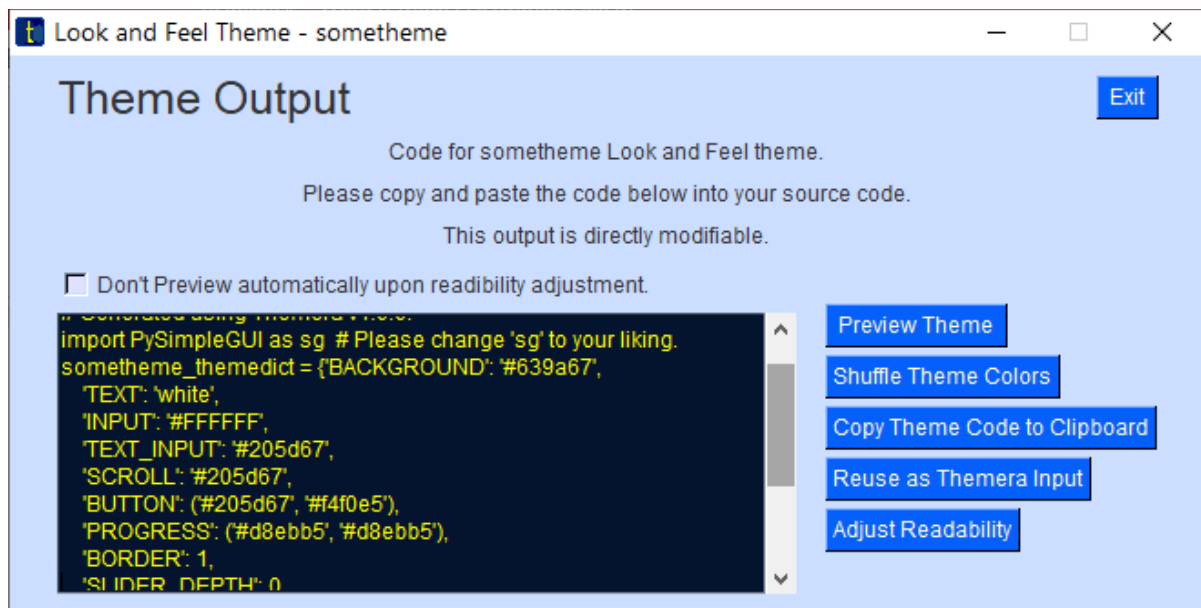 t Look and Feel Theme - sometheme
Theme Output
Exit
Code for sometheme Look and Feel theme.
Please copy and paste the code below into your source code.
This output is directly modifiable.
Don't Preview automatically upon readibility adjustment.
import PySimpleGUI as sg # Please change 'sg' to your liking.
sometheme_themedict = {'BACKGROUND': '#639a67',
'TEXT': 'white',
'INPUT': '#FFFFFF',
'TEXT_INPUT': '#205d67',
'SCROLL': '#205d67',
'BUTTON': ('#205d67', '#f4f0e5'),
'PROGRESS': ('#d8ebb5', '#d8ebb5'),
'BORDER': 1,
'SLIDER_DEPTH': 0
Preview Theme
Shuffle Theme Colors
Copy Theme Code to Clipboard
Reuse as Themera Input
Adjust Readability